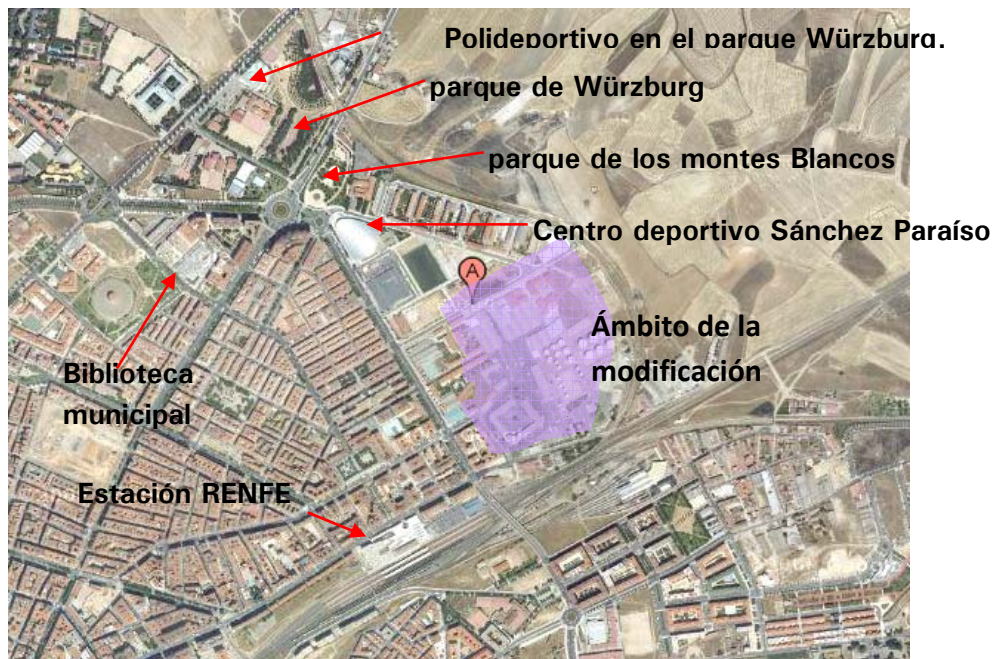 Polideportivo en el parque Würzburg.
parque de Würzburg
parque de los montes Blancos
Centro deportivo Sánchez Paraíso
A
Ámbito de la
modificación
Biblioteca
municipal
Estación RENFE